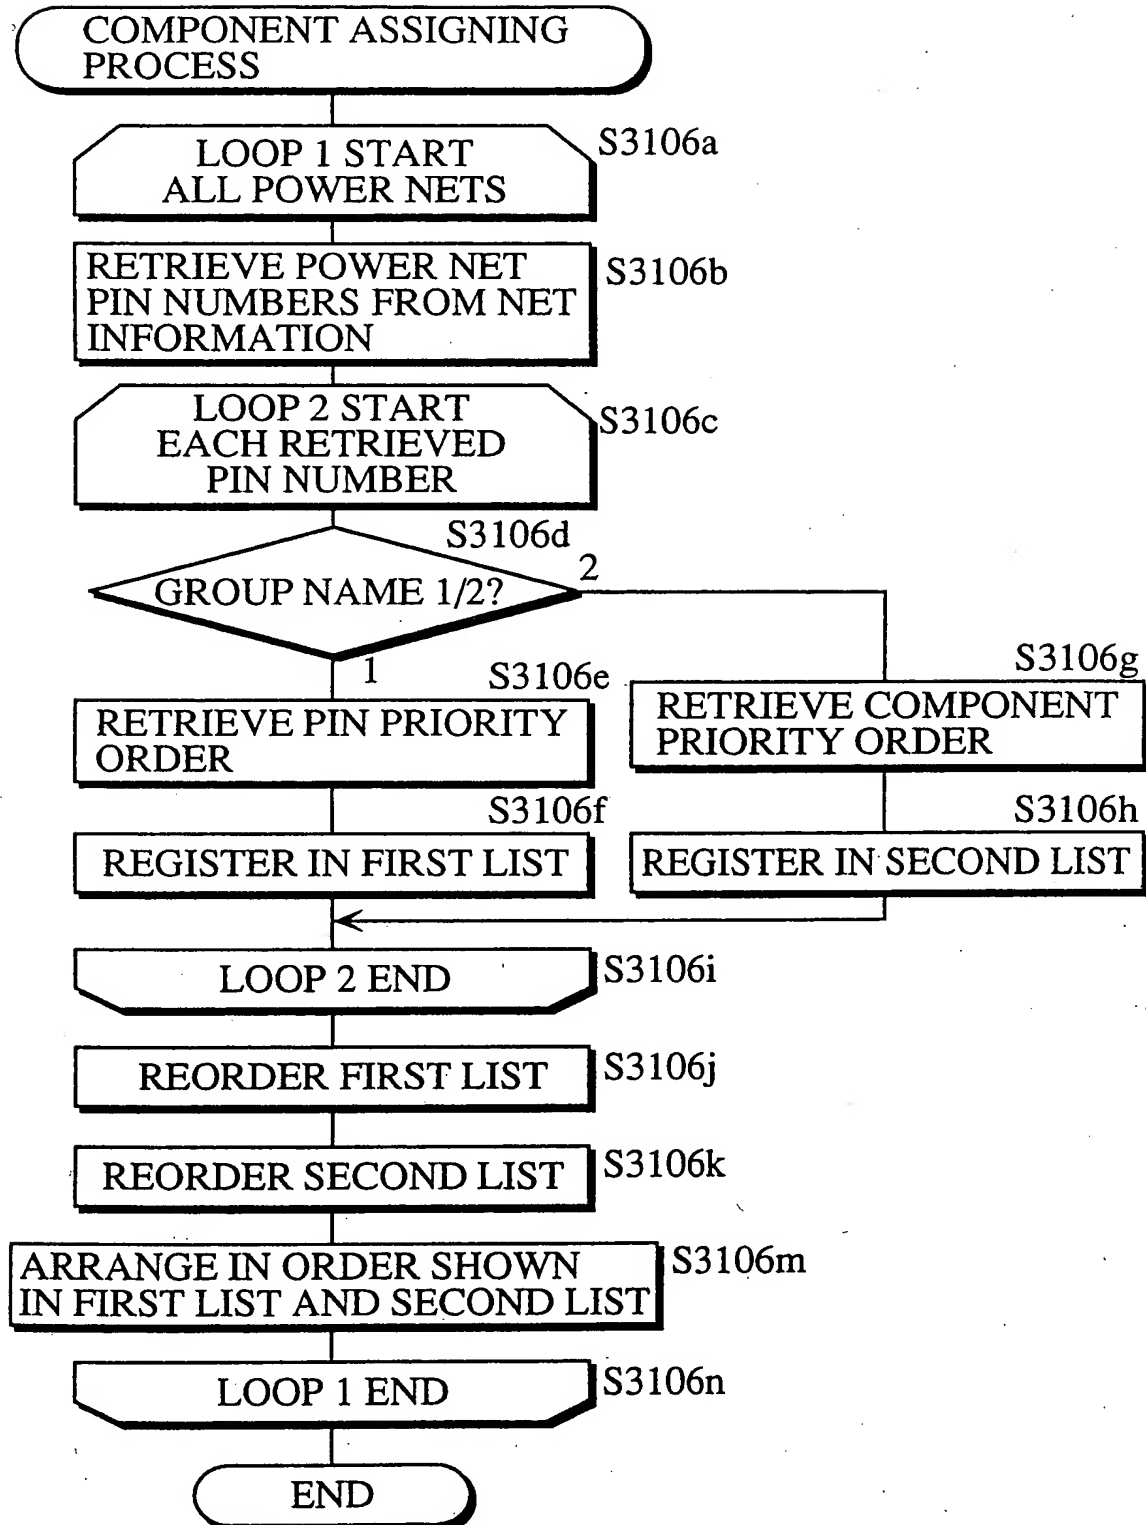 COMPONENT ASSIGNING
PROCESS
LOOP 1 START
ALL POWER NETS
S3106a
RETRIEVE POWER NET
PIN NUMBERS FROM NET
INFORMATION
S3106b
LOOP 2 START
EACH RETRIEVED
PIN NUMBER
S3106c
S3106d
GROUP NAME 1/2?
2
1
S3106e
RETRIEVE PIN PRIORITY
ORDER
S3106g
RETRIEVE COMPONENT
PRIORITY ORDER
S3106f
REGISTER IN FIRST LIST
S3106h
REGISTER IN SECOND LIST
LOOP 2 END
S3106i
REORDER FIRST LIST
S3106j
REORDER SECOND LIST
S3106k
ARRANGE IN ORDER SHOWN
IN FIRST LIST AND SECOND LIST
S3106m
LOOP 1 END
S3106n
END